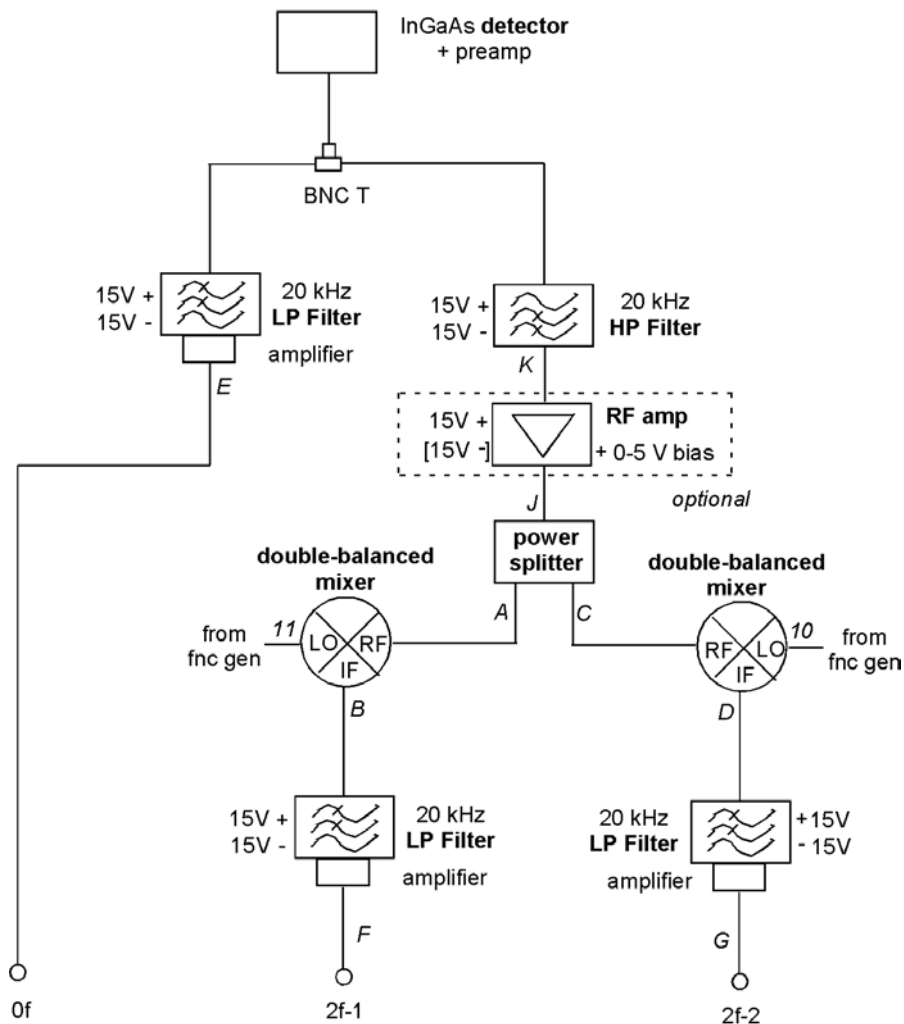 InGaAs detector
+ preamp
BNC T
15V +
15V -
20 kHz
LP Filter
amplifier
E
15V +
15V -
20 kHz
HP Filter
K
15V +
[15V -]
RF amp
+ 0-5 V bias
optional
J
power
splitter
double-balanced
mixer
A
C
double-balanced
mixer
from
fnc gen
11
LO
RF
IF
RF
LO
IF
10
from
fnc gen
B
D
15V +
15V -
20 kHz
LP Filter
amplifier
20 kHz
LP Filter
amplifier
+15V
- 15V
F
G
0f
2f-1
2f-2